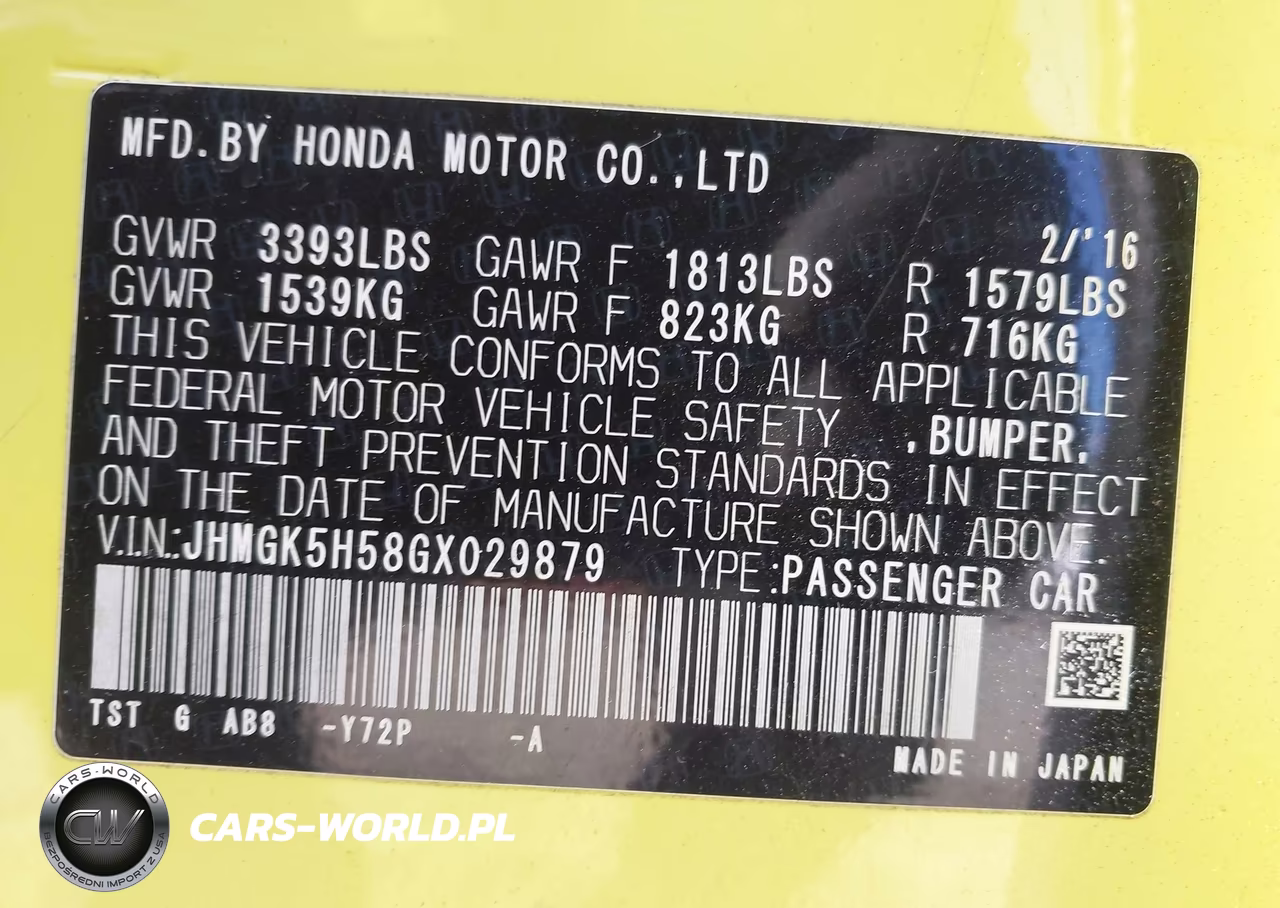 MFD.BY HONDA MOTOR CO.,LTD
2/'16
GVWR 3393LBS GAWR F 1813LBS R 1579LBS
GVWR 1539KG GAWR F 823KG R 716KG
THIS VEHICLE CONFORMS TO ALL APPLICABLE
FEDERAL MOTOR VEHICLE SAFETY ,BUMPER,
AND THEFT PREVENTION STANDARDS IN EFFECT
ON THE DATE OF MANUFACTURE SHOWN ABOVE.
V.I.N.:JHMGK5H58GX029879 TYPE:PASSENGER CAR
TST G AB8 -Y72P -A
MADE IN JAPAN
CARS-WORLD
CW
BEZPOŚREDNI IMPORT Z USA
CARS-WORLD.PL